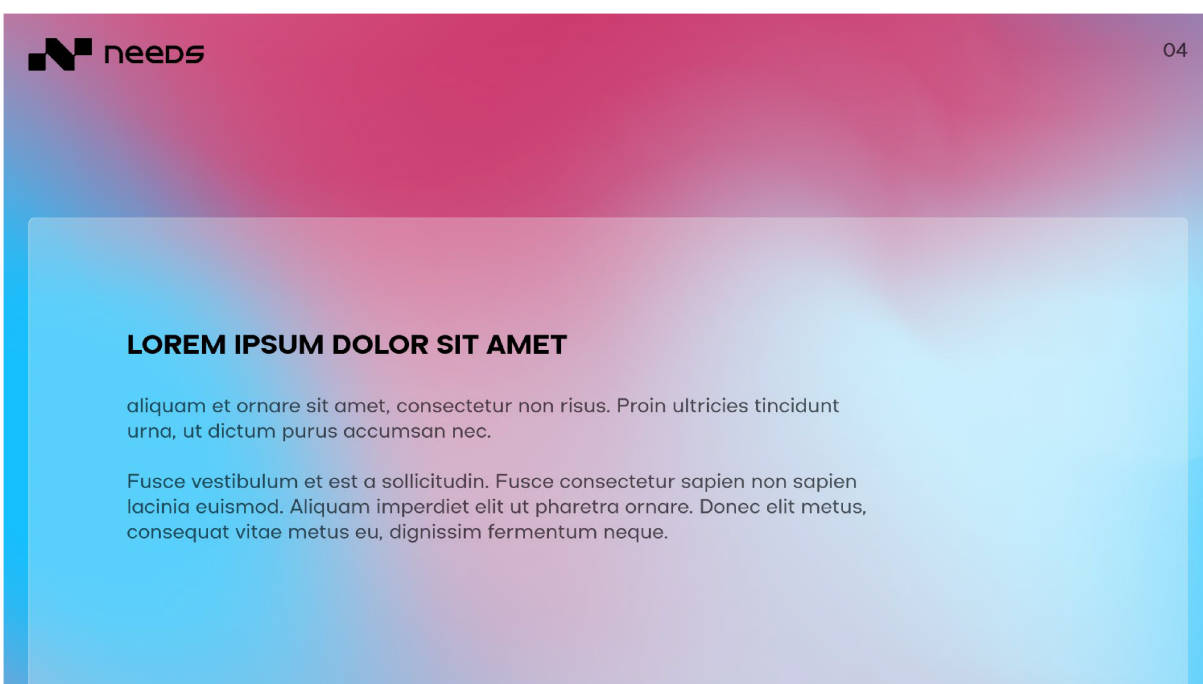 needs
04
LOREM IPSUM DOLOR SIT AMET
aliquam et ornare sit amet, consectetur non risus. Proin ultricies tincidunt
urna, ut dictum purus accumsan nec.
Fusce vestibulum et est a sollicitudin. Fusce consectetur sapien non sapien
lacinia euismod. Aliquam imperdiet elit ut pharetra ornare. Donec elit metus,
consequat vitae metus eu, dignissim fermentum neque.